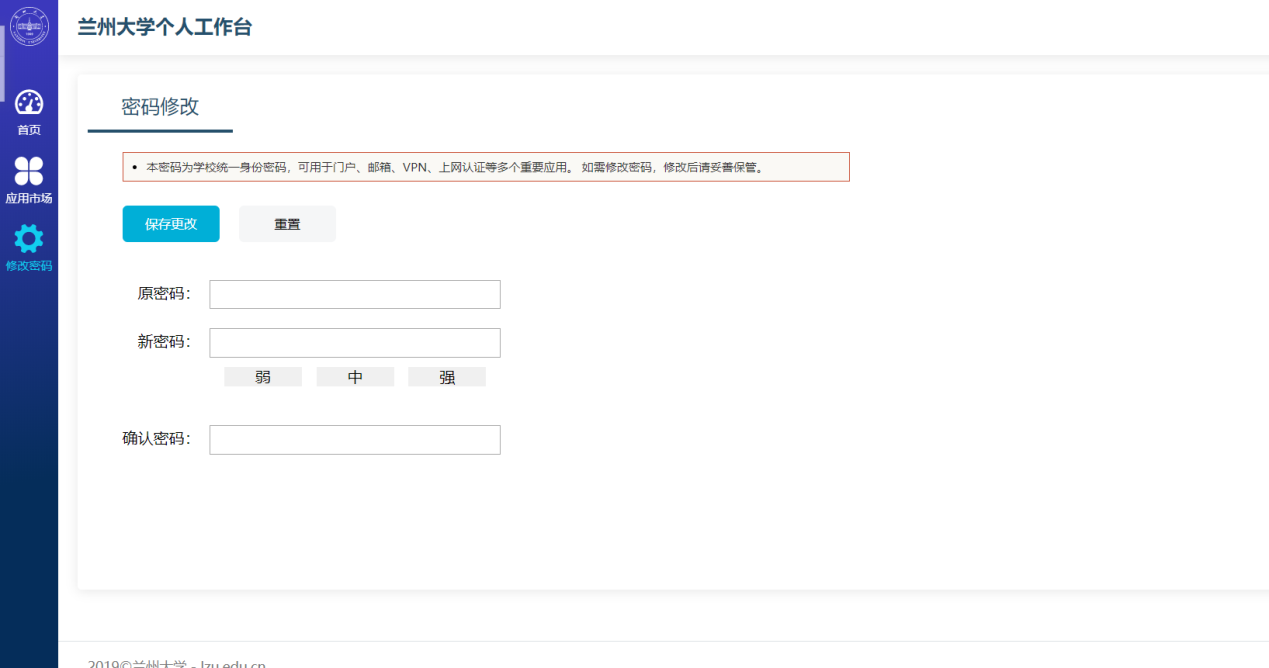 兰州大学个人工作台
首页
应用市场
修改密码
密码修改
• 本密码为学校统一身份密码，可用于门户、邮箱、VPN、上网认证等多个重要应用。 如需修改密码，修改后请妥善保管。
保存更改 重置
原密码：
新密码：
弱 中 强
确认密码：
2019©兰州大学 - lzu.edu.cn